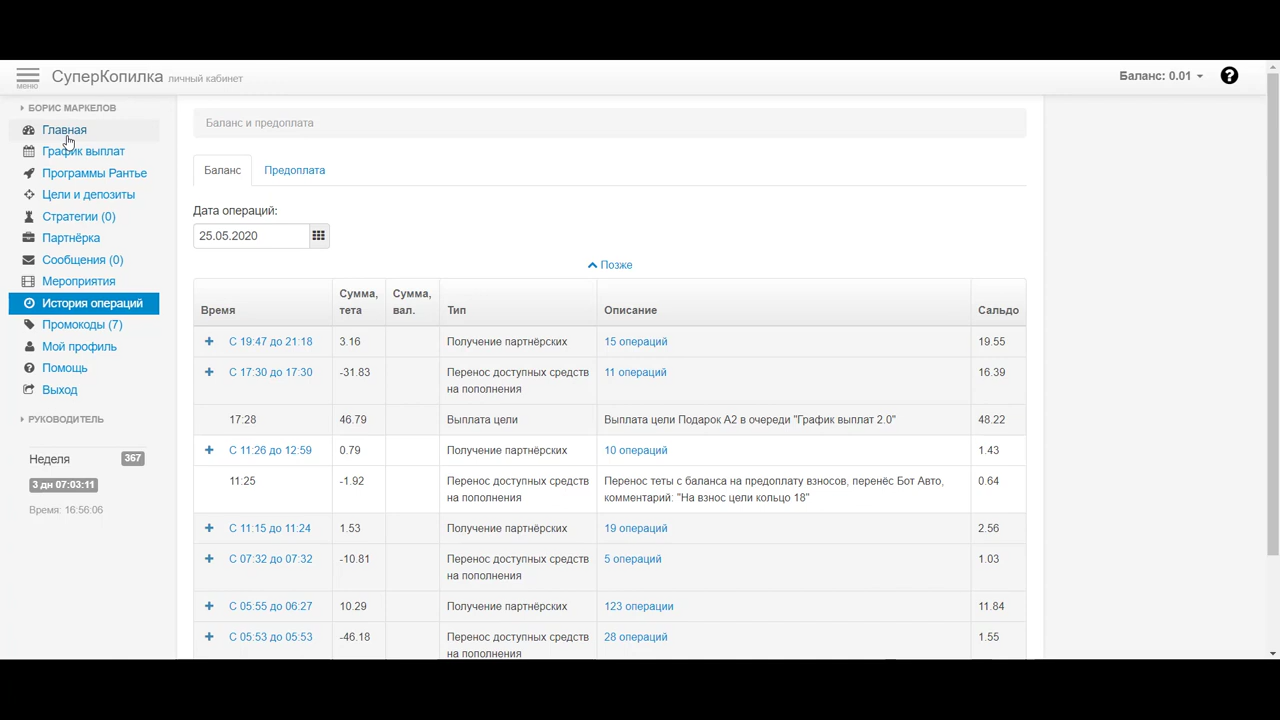 СуперКопилка личный кабинет
меню
Баланс: 0.01
БОРИС МАРКЕЛОВ
Главная
График выплат
Программы Рантье
Цели и депозиты
Стратегии (0)
Партнёрка
Сообщения (0)
Мероприятия
История операций
Промокоды (7)
Мой профиль
Помощь
Выход
РУКОВОДИТЕЛЬ
Неделя 367
3 дн 07:03:11
Время: 16:56:06
Баланс и предоплата
Баланс Предоплата
Дата операций:
25.05.2020
Позже
Время Сумма, тета Сумма, вал. Тип Описание Сальдо
С 19:47 до 21:18 3.16 Получение партнёрских 15 операций 19.55
С 17:30 до 17:30 -31.83 Перенос доступных средств 11 операций 16.39
на пополнения
17:28 46.79 Выплата цели Выплата цели Подарок А2 в очереди "График выплат 2.0" 48.22
С 11:26 до 12:59 0.79 Получение партнёрских 10 операций 1.43
11:25 -1.92 Перенос доступных средств Перенос теты с баланса на предоплату взносов, перенёс Бот Авто, 0.64
на пополнения комментарий: "На взнос цели кольцо 18"
С 11:15 до 11:24 1.53 Получение партнёрских 19 операций 2.56
С 07:32 до 07:32 -10.81 Перенос доступных средств 5 операций 1.03
на пополнения
С 05:55 до 06:27 10.29 Получение партнёрских 123 операции 11.84
С 05:53 до 05:53 -46.18 Перенос доступных средств 28 операций 1.55
на пополнения